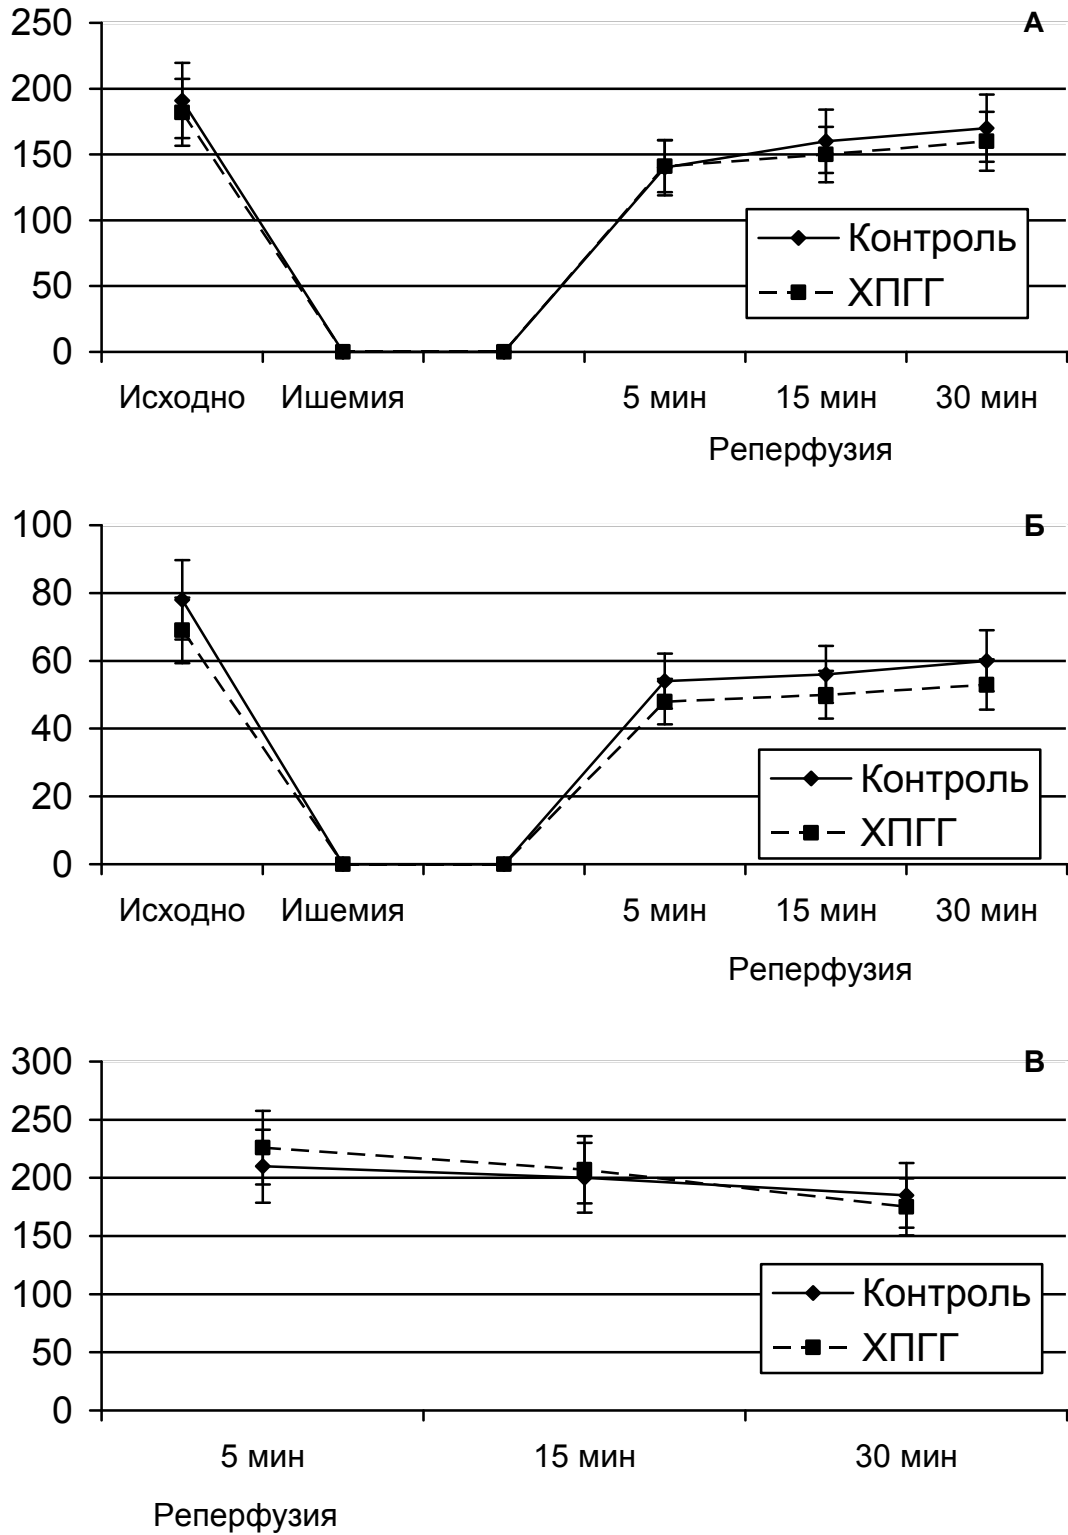 А
250
200
150
100
50
0
Контроль
ХПГГ
Исходно Ишемия 5 мин 15 мин 30 мин
Реперфузия
Б
100
80
60
40
20
0
Контроль
ХПГГ
Исходно Ишемия 5 мин 15 мин 30 мин
Реперфузия
В
300
250
200
150
100
50
0
Контроль
ХПГГ
5 мин 15 мин 30 мин
Реперфузия